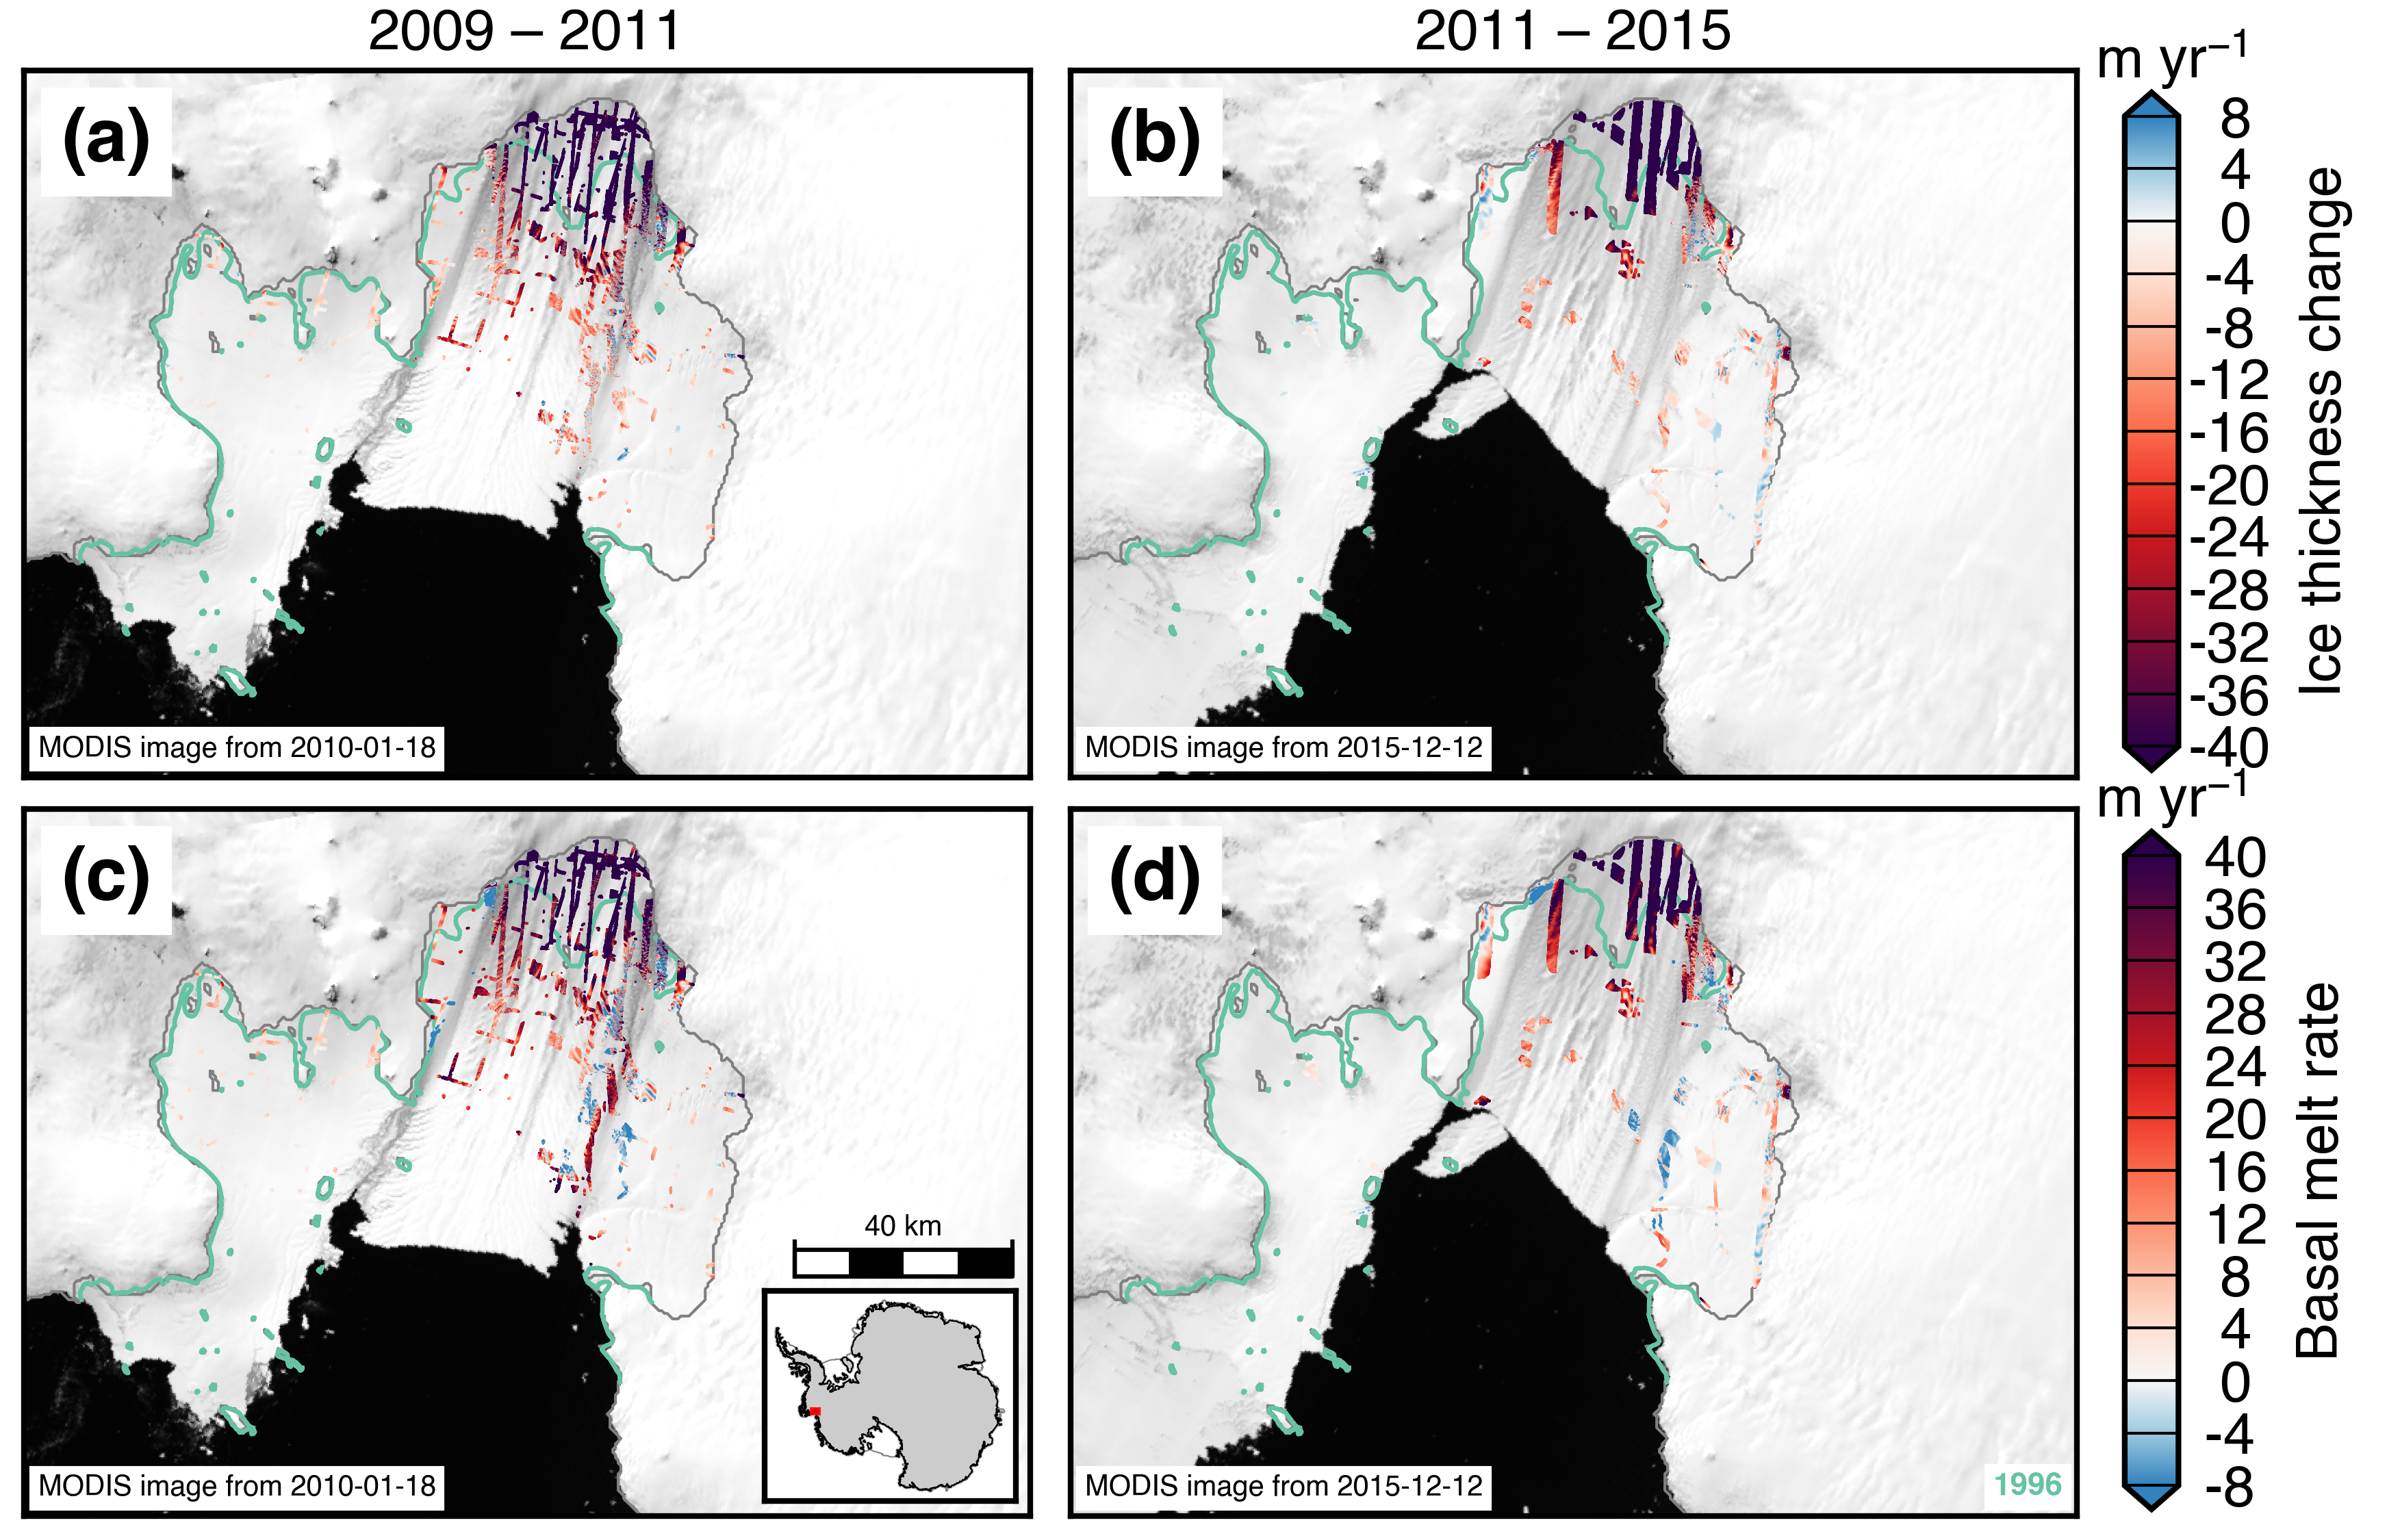 2009 – 2011
2011 – 2015
(a)
MODIS image from 2010-01-18
(b)
MODIS image from 2015-12-12
m yr⁻¹
8
4
0
-4
-8
-12
-16
-20
-24
-28
-32
-36
-40
Ice thickness change
(c)
40 km
MODIS image from 2010-01-18
(d)
MODIS image from 2015-12-12
1996
m yr⁻¹
40
36
32
28
24
20
16
12
8
4
0
-4
-8
Basal melt rate